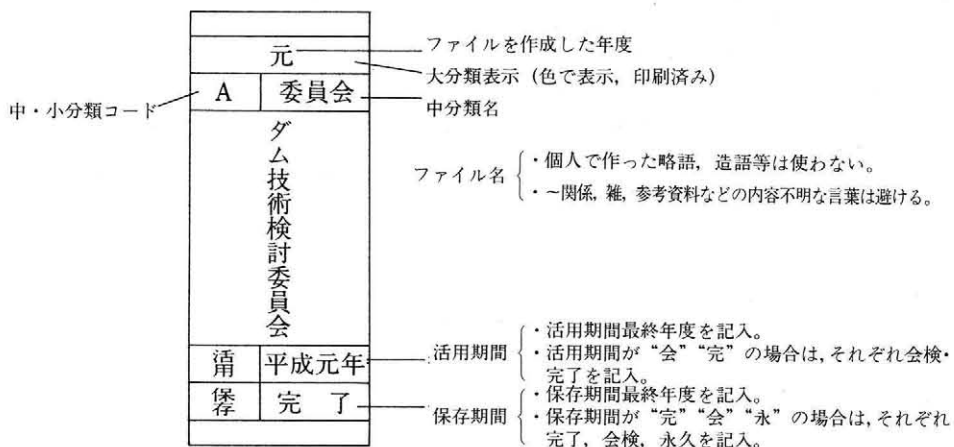 元
A
委員会
ダム技術検討委員会
活用
平成元年
保存
完 了
中・小分類コード
ファイルを作成した年度
大分類表示 (色で表示, 印刷済み)
中分類名
ファイル名
・個人で作った略語, 造語等は使わない。
・~関係, 雑, 参考資料などの内容不明な言葉は避ける。
活用期間
・活用期間最終年度を記入。
・活用期間が“会”“完”の場合は, それぞれ会検・
完了を記入。
保存期間
・保存期間最終年度を記入。
・保存期間が“完”“会”“永”の場合は, それぞれ
完了, 会検, 永久を記入。